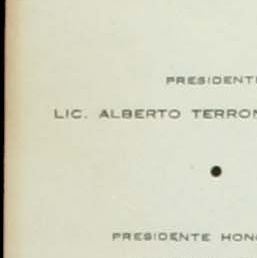 PRESIDENT
LIC. ALBERTO TERRON
PRESIDENTE HON